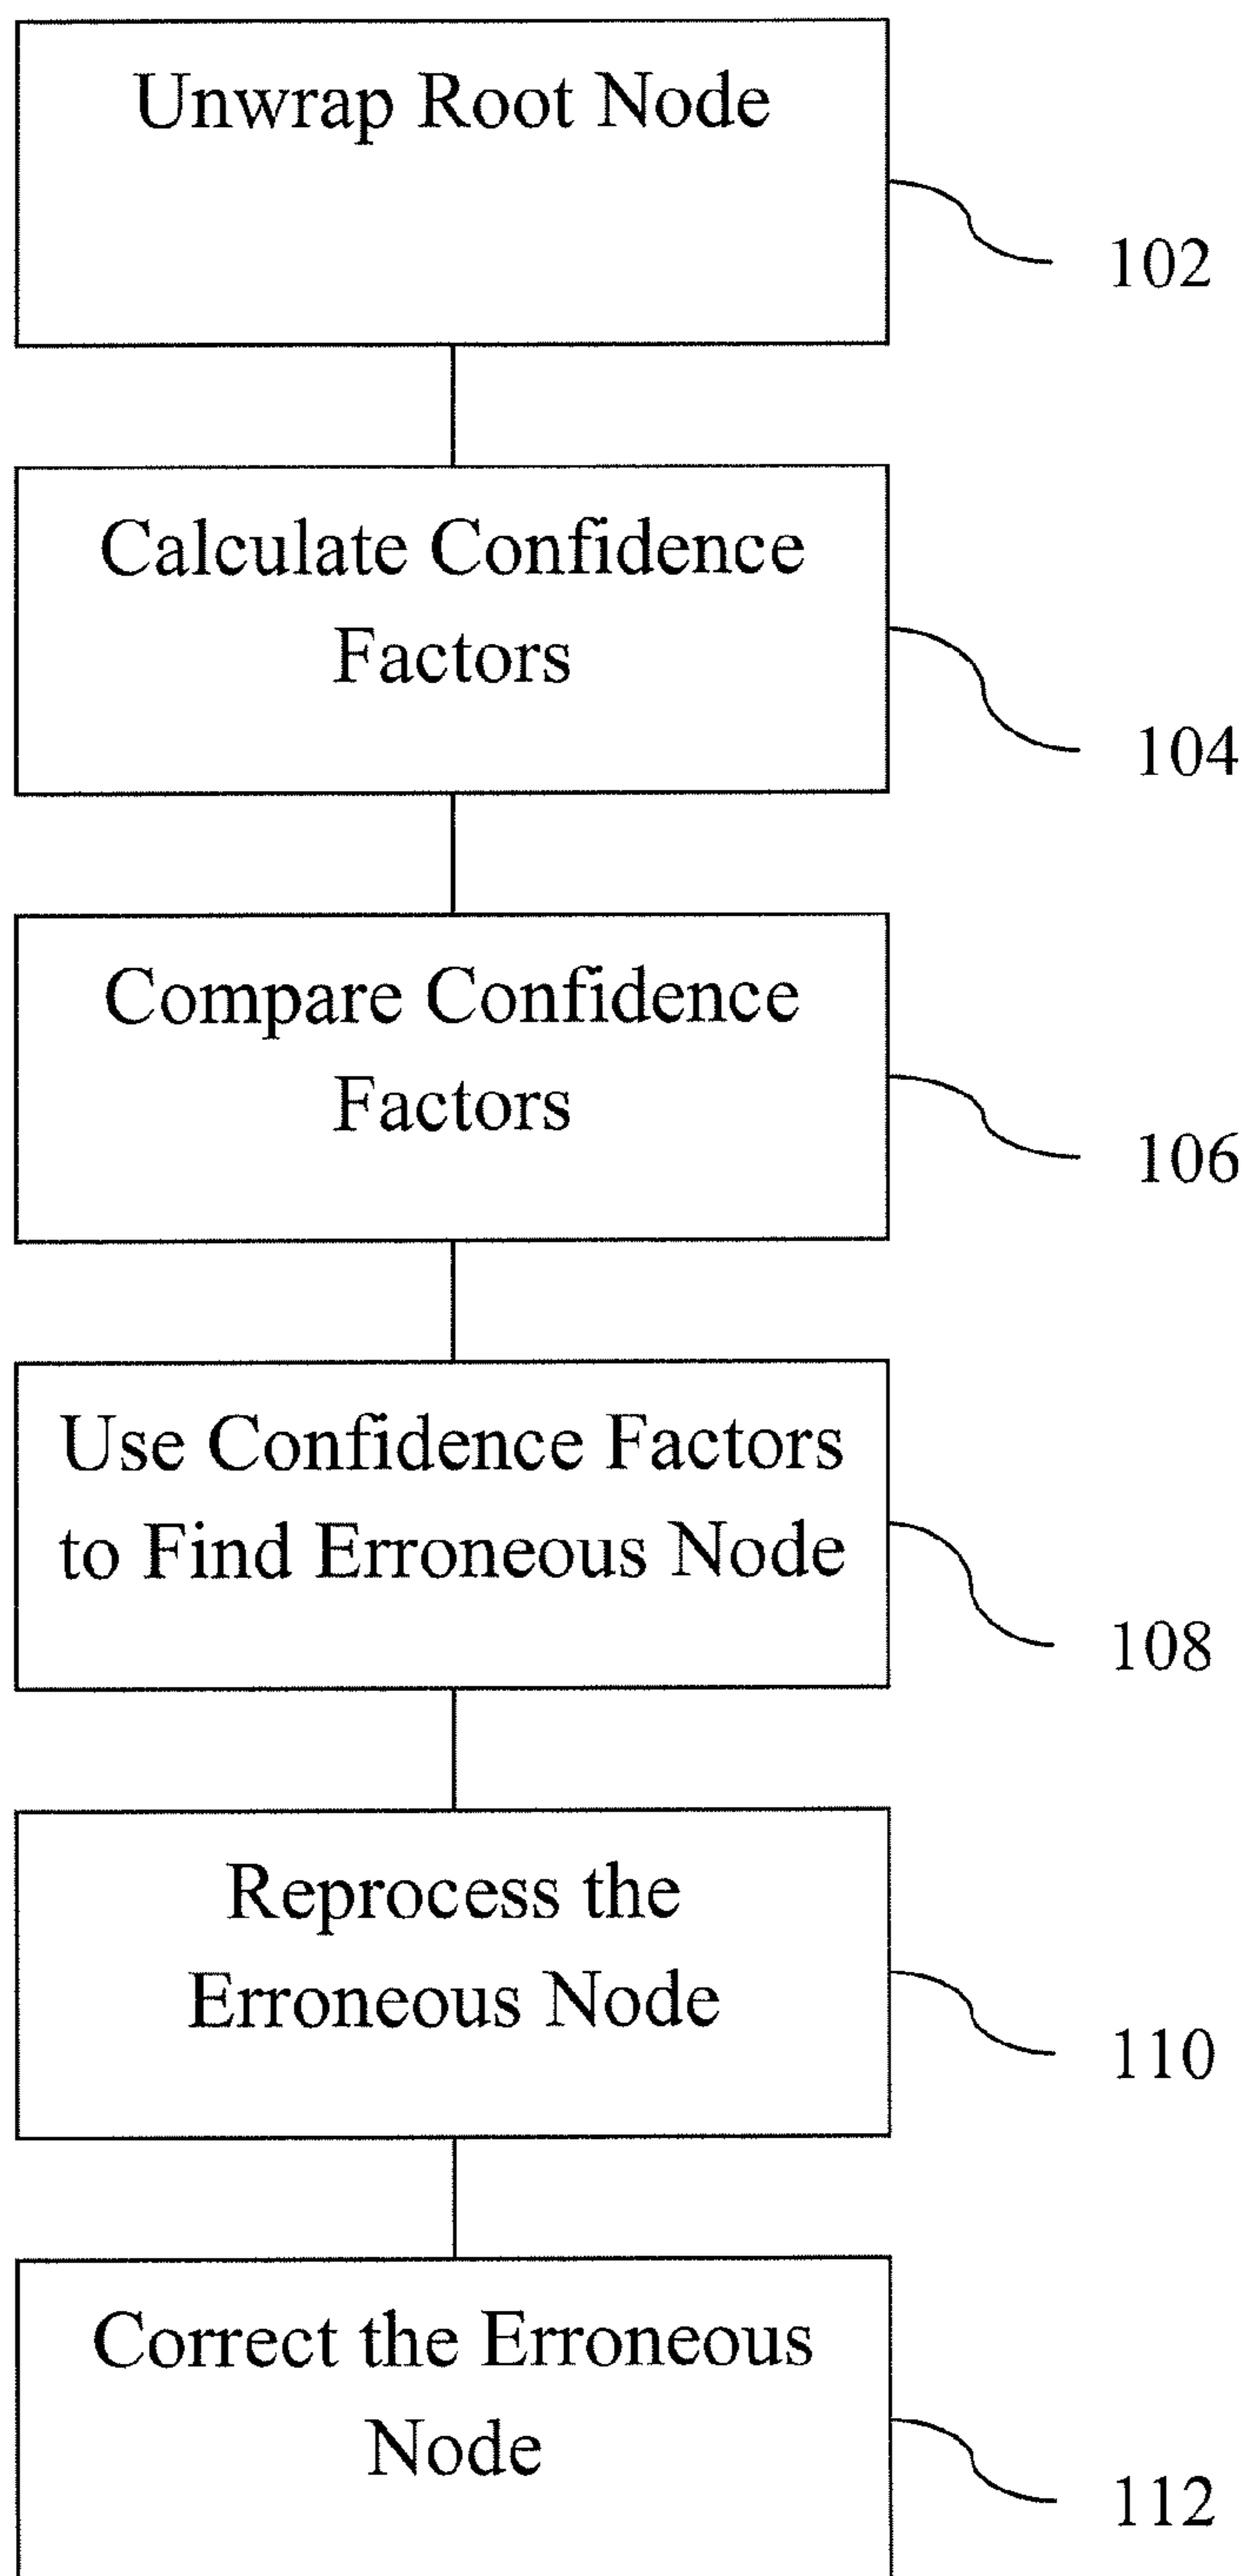 Unwrap Root Node
102
Calculate Confidence
Factors
104
Compare Confidence
Factors
106
Use Confidence Factors
to Find Erroneous Node
108
Reprocess the
Erroneous Node
110
Correct the Erroneous
Node
112